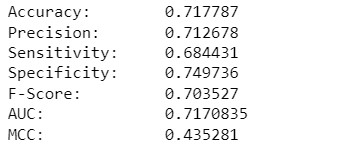 Accuracy: 0.717787
Precision: 0.712678
Sensitivity: 0.684431
Specificity: 0.749736
F-Score: 0.703527
AUC: 0.7170835
MCC: 0.435281